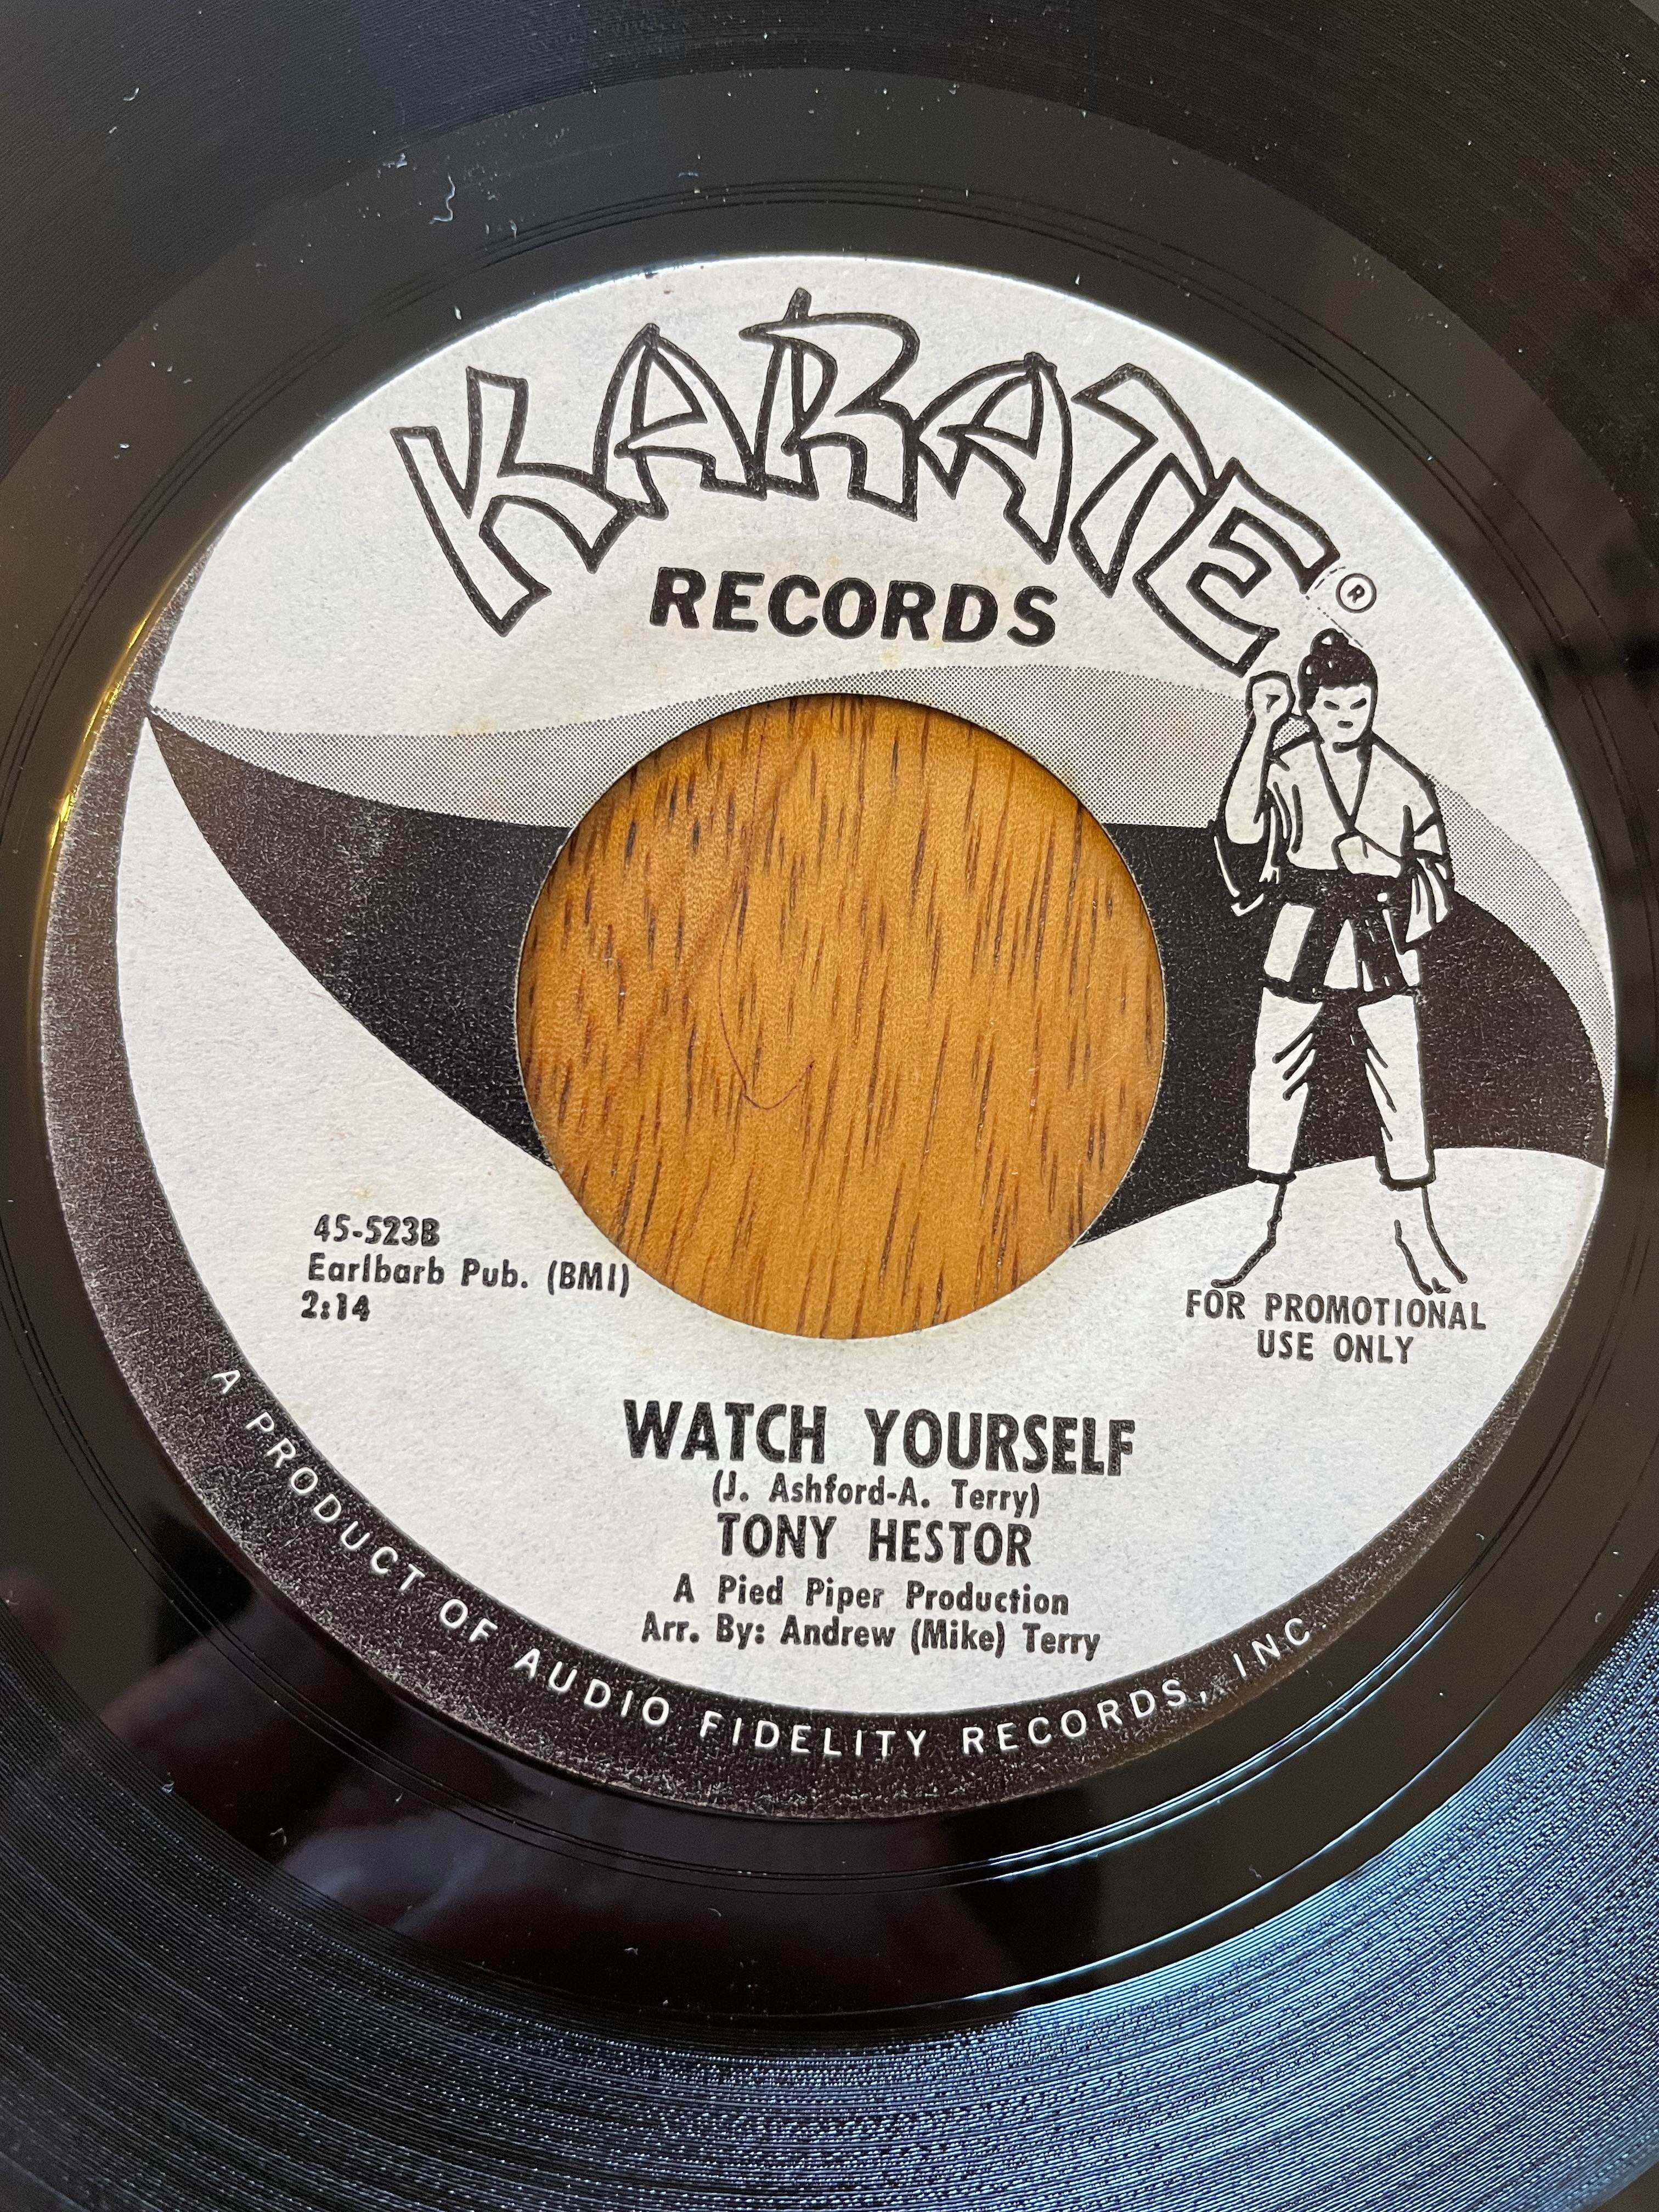 KARATE®
RECORDS
45-523B
Earlbarb Pub. (BMI)
2:14
FOR PROMOTIONAL
USE ONLY
WATCH YOURSELF
(J. Ashford-A. Terry)
TONY HESTOR
A Pied Piper Production
Arr. By: Andrew (Mike) Terry
A PRODUCT OF AUDIO FIDELITY RECORDS, INC.